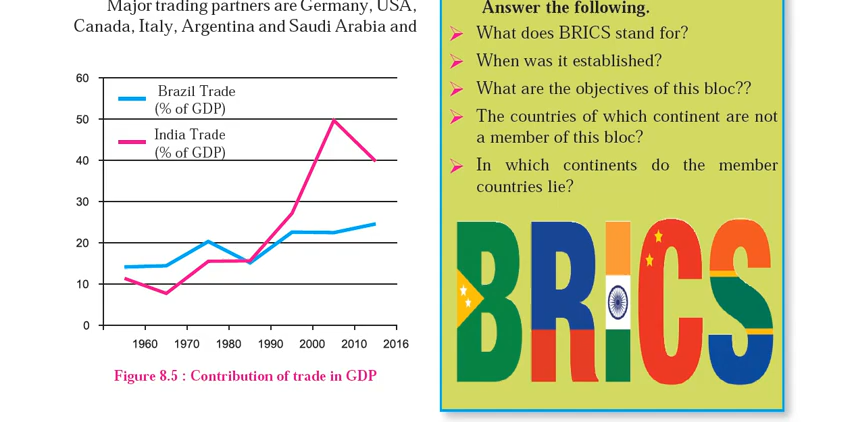 Major trading partners are Germany, USA,
Canada, Italy, Argentina and Saudi Arabia and
60
50
40
30
20
10
0
Brazil Trade
(% of GDP)
India Trade
(% of GDP)
1960 1970 1980 1990 2000 2010 2016
Figure 8.5 : Contribution of trade in GDP
Answer the following.
What does BRICS stand for?
When was it established?
What are the objectives of this bloc??
The countries of which continent are not
a member of this bloc?
In which continents do the member
countries lie?
BRICS